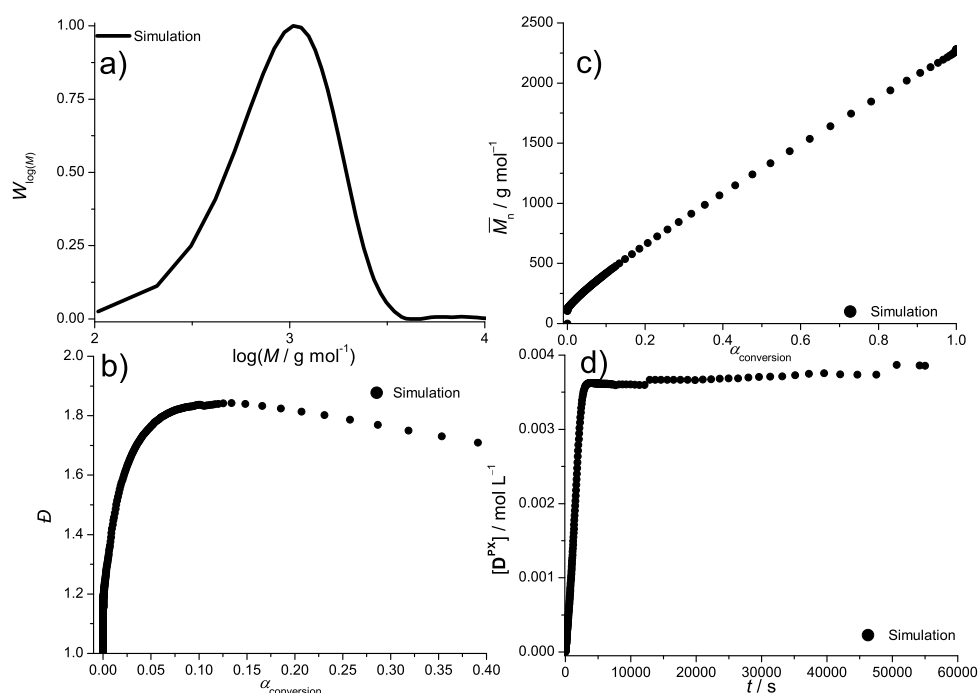 a)
Simulation
1.00
0.75
0.50
0.25
0.00
W log(M)
2
3
4
log(M / g mol⁻¹)
c)
2500
2000
1500
1000
500
0
M̅n / g mol⁻¹
Simulation
0.0
0.2
0.4
0.6
0.8
1.0
αconversion
b)
Simulation
2.0
1.8
1.6
1.4
1.2
1.0
Đ
0.00
0.05
0.10
0.15
0.20
0.25
0.30
0.35
0.40
αconversion
d)
0.004
0.003
0.002
0.001
0.000
[D^PX] / mol L⁻¹
Simulation
0
10000
20000
30000
40000
50000
60000
t / s